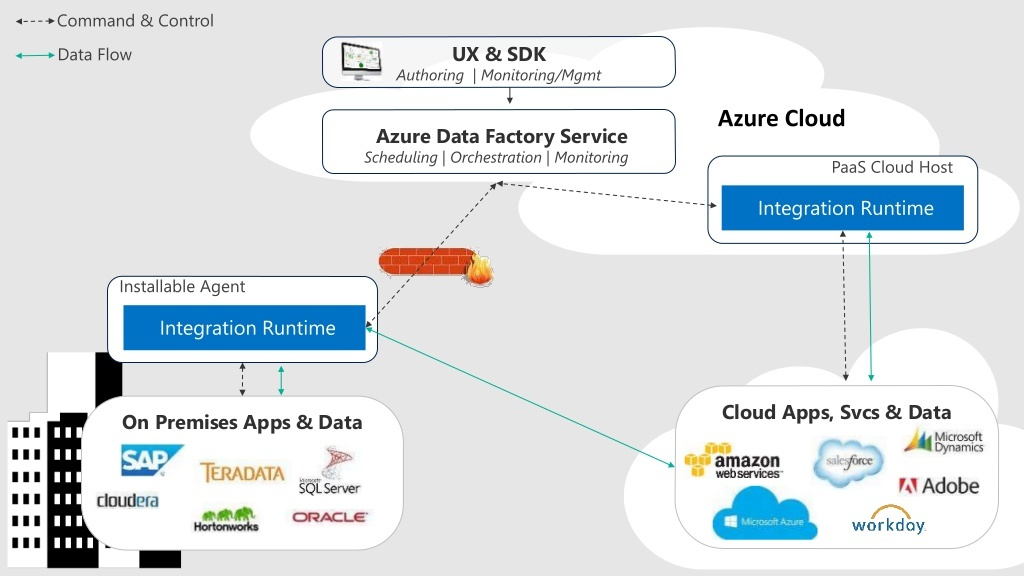 Command & Control
Data Flow
UX & SDK
Authoring | Monitoring/Mgmt
Azure Data Factory Service
Scheduling | Orchestration | Monitoring
Azure Cloud
PaaS Cloud Host
Integration Runtime
Installable Agent
Integration Runtime
On Premises Apps & Data
SAP
TERADATA
Microsoft
SQL Server
cloudera
Hortonworks
ORACLE
Cloud Apps, Svcs & Data
amazon
webservices
salesforce
Microsoft
Dynamics
Adobe
Microsoft Azure
workday